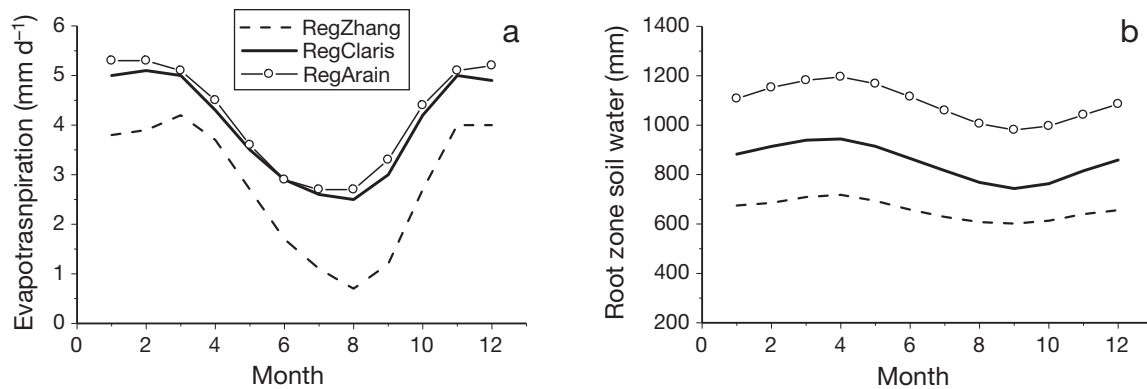 a
RegZhang
RegClaris
RegArain
Evapotrasnpiration (mm d⁻¹)
6
5
4
3
2
1
0
0 2 4 6 8 10 12
Month
b
Root zone soil water (mm)
1400
1200
1000
800
600
400
200
0 2 4 6 8 10 12
Month